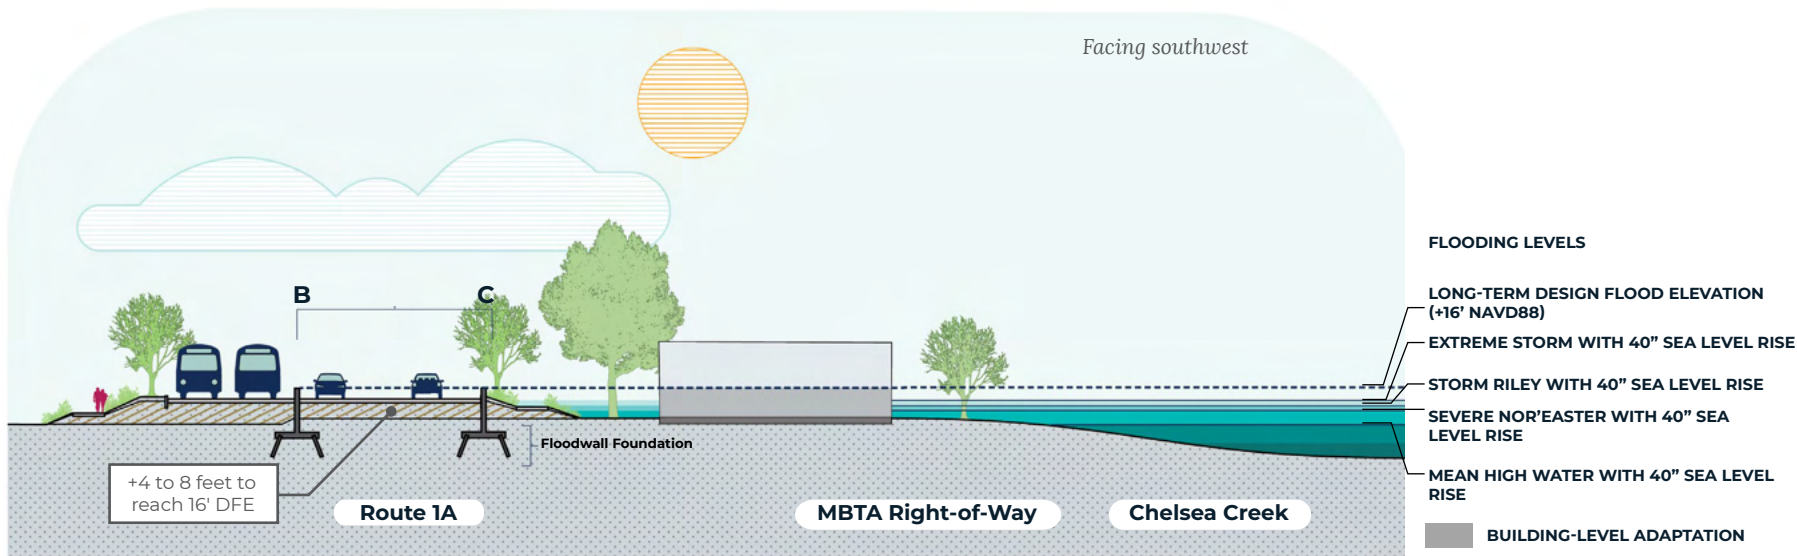 Facing southwest
B
C
Floodwall Foundation
+4 to 8 feet to
reach 16' DFE
Route 1A
MBTA Right-of-Way
Chelsea Creek
FLOODING LEVELS
LONG-TERM DESIGN FLOOD ELEVATION
(+16’ NAVD88)
EXTREME STORM WITH 40” SEA LEVEL RISE
STORM RILEY WITH 40” SEA LEVEL RISE
SEVERE NOR’EASTER WITH 40” SEA
LEVEL RISE
MEAN HIGH WATER WITH 40” SEA LEVEL
RISE
BUILDING-LEVEL ADAPTATION